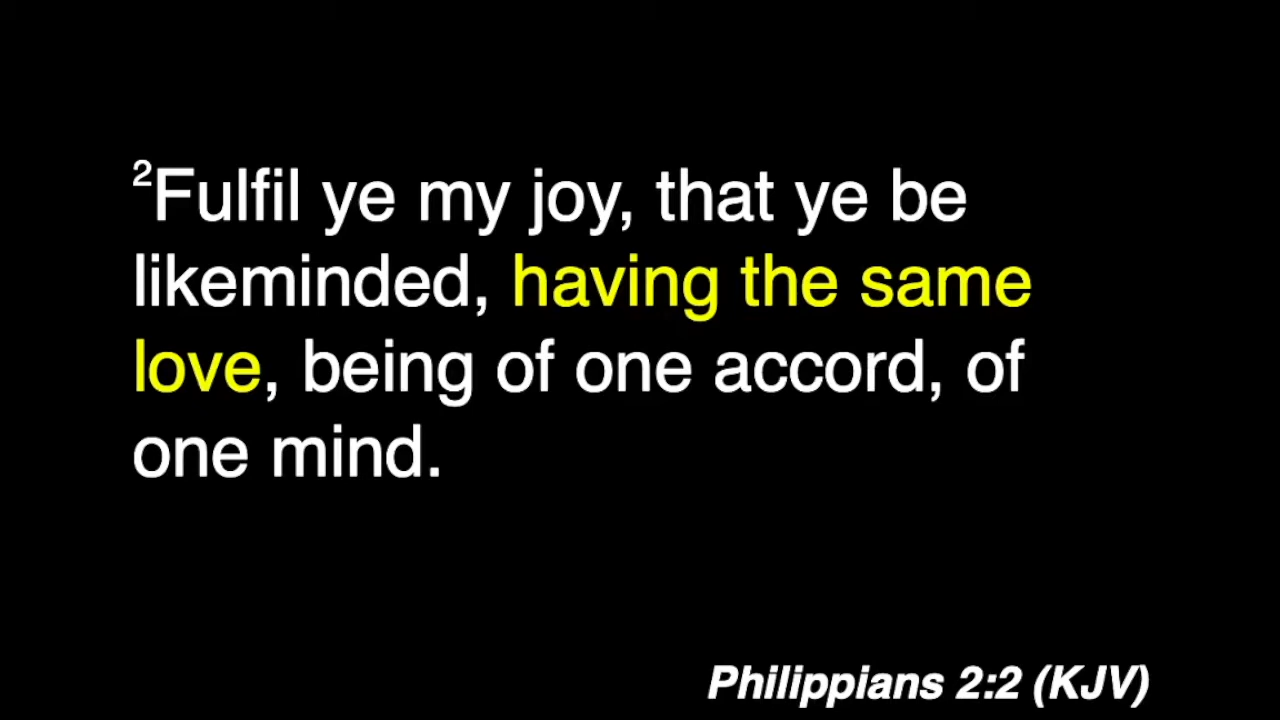 ²Fulfil ye my joy, that ye be
likeminded, having the same
love, being of one accord, of
one mind.
Philippians 2:2 (KJV)